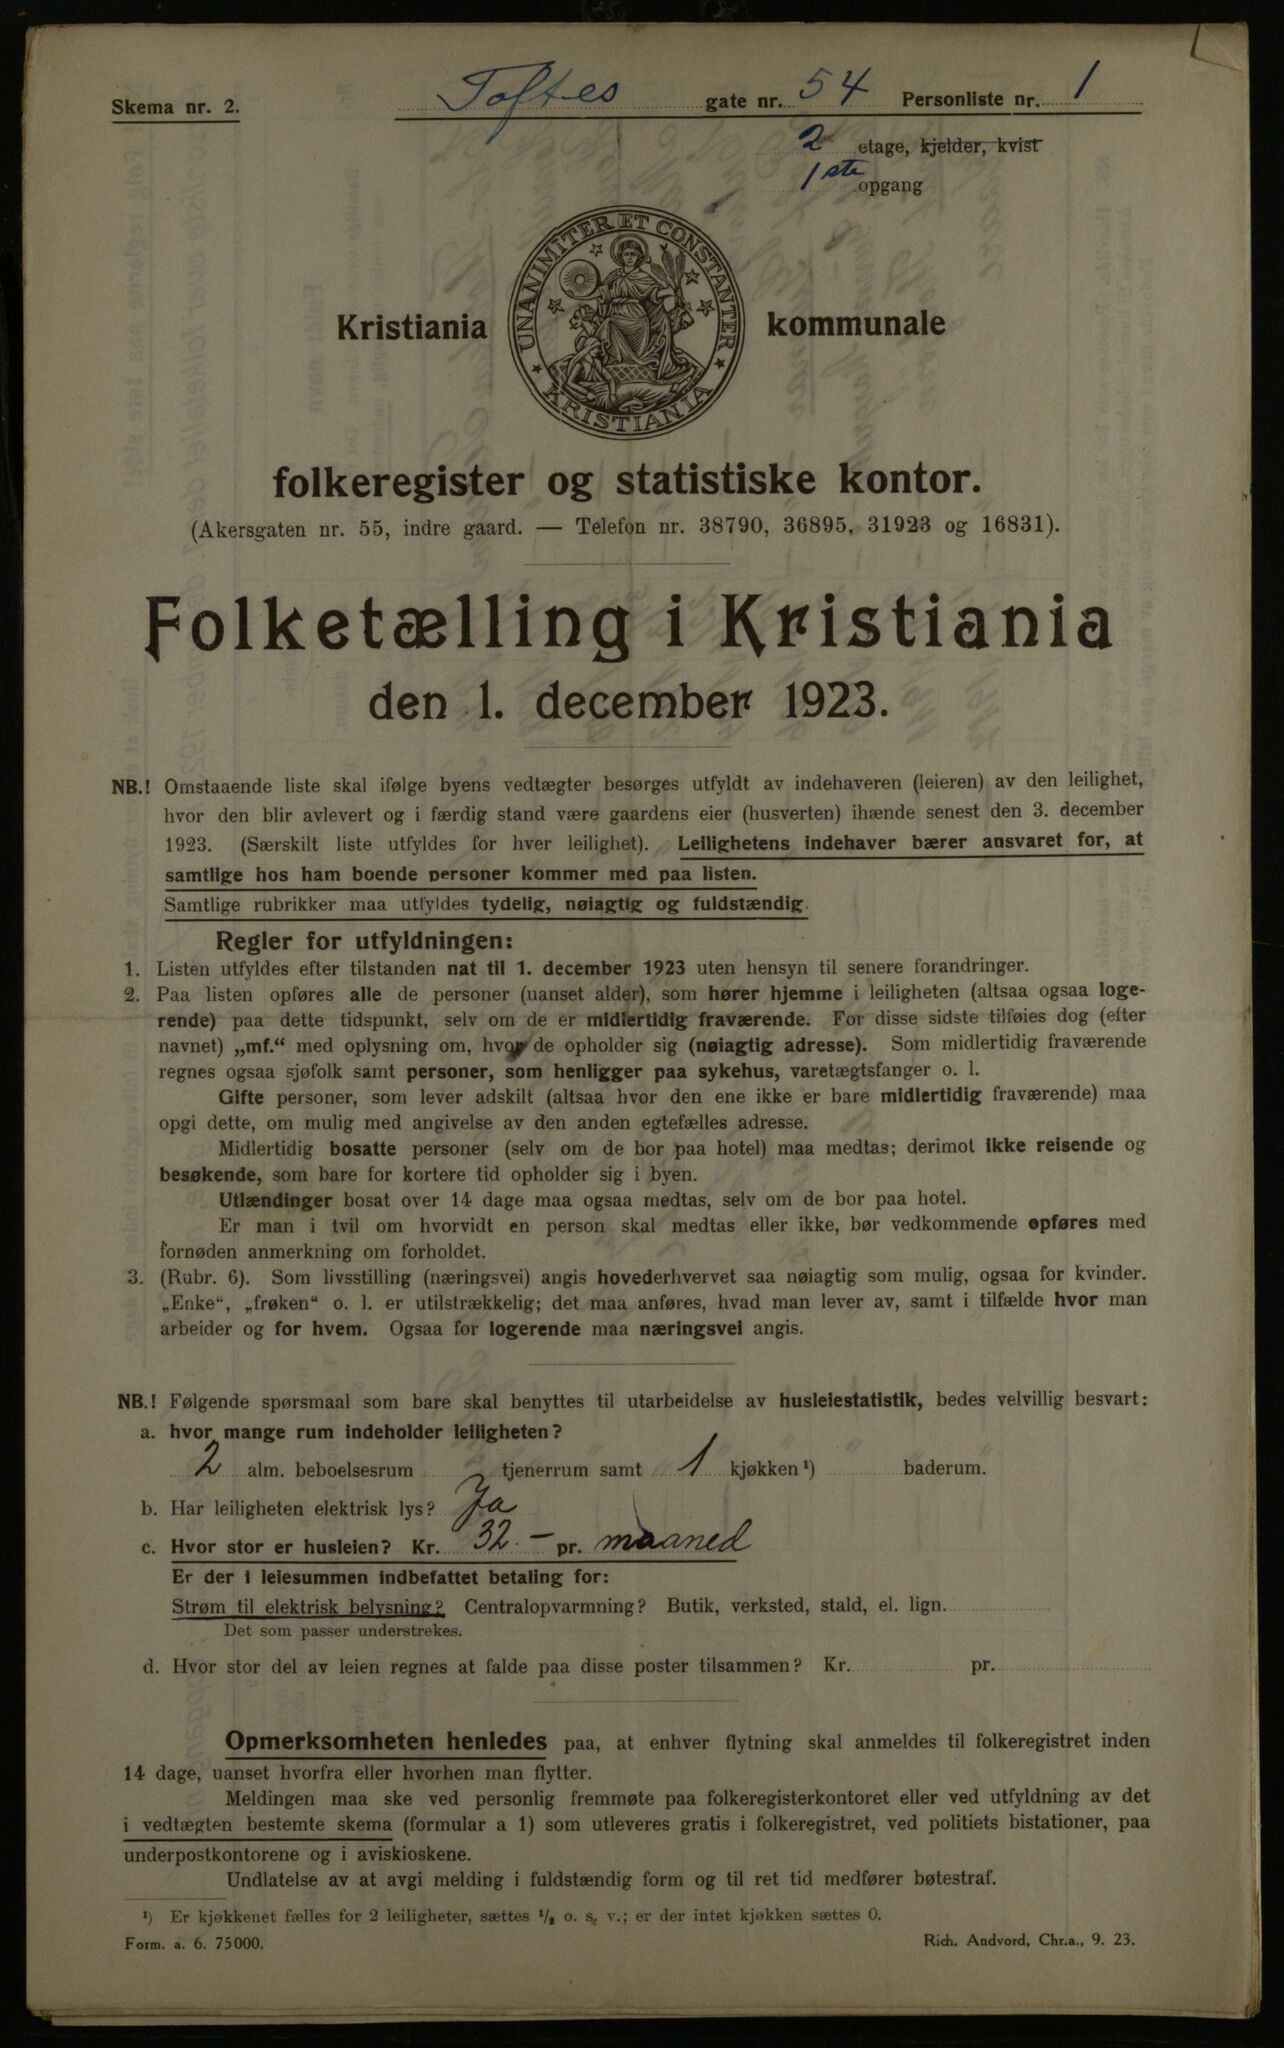 Skema nr. 2.
Toftes gate nr. 54 Personliste nr. 1
2 etage, kjelder, kvist
1ste opgang
UNANIMITER ET CONSTANTER
KRISTIANIA
Kristiania kommunale
folkeregister og statistiske kontor.
(Akersgaten nr. 55, indre gaard. — Telefon nr. 38790, 36895, 31923 og 16831).
Folketælling i Kristiania
den 1. december 1923.
NB.! Omstaaende liste skal ifølge byens vedtægter besørges utfyldt av indehaveren (leieren) av den leilighet,
hvor den blir avlevert og i færdig stand være gaardens eier (husverten) ihænde senest den 3. december
1923. (Særskilt liste utfyldes for hver leilighet). Leilighetens indehaver bærer ansvaret for, at
samtlige hos ham boende personer kommer med paa listen.
Samtlige rubrikker maa utfyldes tydelig, nøiagtig og fuldstændig.
Regler for utfyldningen:
1. Listen utfyldes efter tilstanden nat til 1. december 1923 uten hensyn til senere forandringer.
2. Paa listen opføres alle de personer (uanset alder), som hører hjemme i leiligheten (altsaa ogsaa loge-
rende) paa dette tidspunkt, selv om de er midlertidig fraværende. For disse sidste tilføies dog (efter
navnet) „mf.“ med oplysning om, hvor de opholder sig (nøiagtig adresse). Som midlertidig fraværende
regnes ogsaa sjøfolk samt personer, som henligger paa sykehus, varetægtsfanger o. l.
Gifte personer, som lever adskilt (altsaa hvor den ene ikke er bare midlertidig fraværende) maa
opgi dette, om mulig med angivelse av den anden egtefælles adresse.
Midlertidig bosatte personer (selv om de bor paa hotel) maa medtas; derimot ikke reisende og
besøkende, som bare for kortere tid opholder sig i byen.
Utlændinger bosat over 14 dage maa ogsaa medtas, selv om de bor paa hotel.
Er man i tvil om hvorvidt en person skal medtas eller ikke, bør vedkommende opføres med
fornøden anmerkning om forholdet.
3. (Rubr. 6). Som livsstilling (næringsvei) angis hovederhvervet saa nøiagtig som mulig, ogsaa for kvinder.
„Enke“, „frøken“ o. l. er utilstrækkelig; det maa anføres, hvad man lever av, samt i tilfælde hvor man
arbeider og for hvem. Ogsaa for logerende maa næringsvei angis.
NB.! Følgende spørsmaal som bare skal benyttes til utarbeidelse av husleiestatistik, bedes velvillig besvart:
a. hvor mange rum indeholder leiligheten?
2 alm. beboelsesrum tjenerrum samt 1 kjøkken ¹) baderum.
b. Har leiligheten elektrisk lys? Ja
c. Hvor stor er husleien? Kr. 32.- pr. maaned
Er der i leiesummen indbefattet betaling for:
Strøm til elektrisk belysning? Centralopvarmning? Butik, verksted, stald, el. lign.
Det som passer understrekes.
d. Hvor stor del av leien regnes at falde paa disse poster tilsammen? Kr. pr.
Opmerksomheten henledes paa, at enhver flytning skal anmeldes til folkeregistret inden
14 dage, uanset hvorfra eller hvorhen man flytter.
Meldingen maa ske ved personlig fremmøte paa folkeregisterkontoret eller ved utfyldning av det
i vedtægten bestemte skema (formular a 1) som utleveres gratis i folkeregistret, ved politiets bistationer, paa
underpostkontorene og i aviskioskene.
Undlatelse av at avgi melding i fuldstændig form og til ret tid medfører bøtestraf.
¹) Er kjøkkenet fælles for 2 leiligheter, sættes ½ o. s. v.; er der intet kjøkken sættes 0.
Form. a. 6. 75000.
Rich. Andvord, Chr.a., 9. 23.